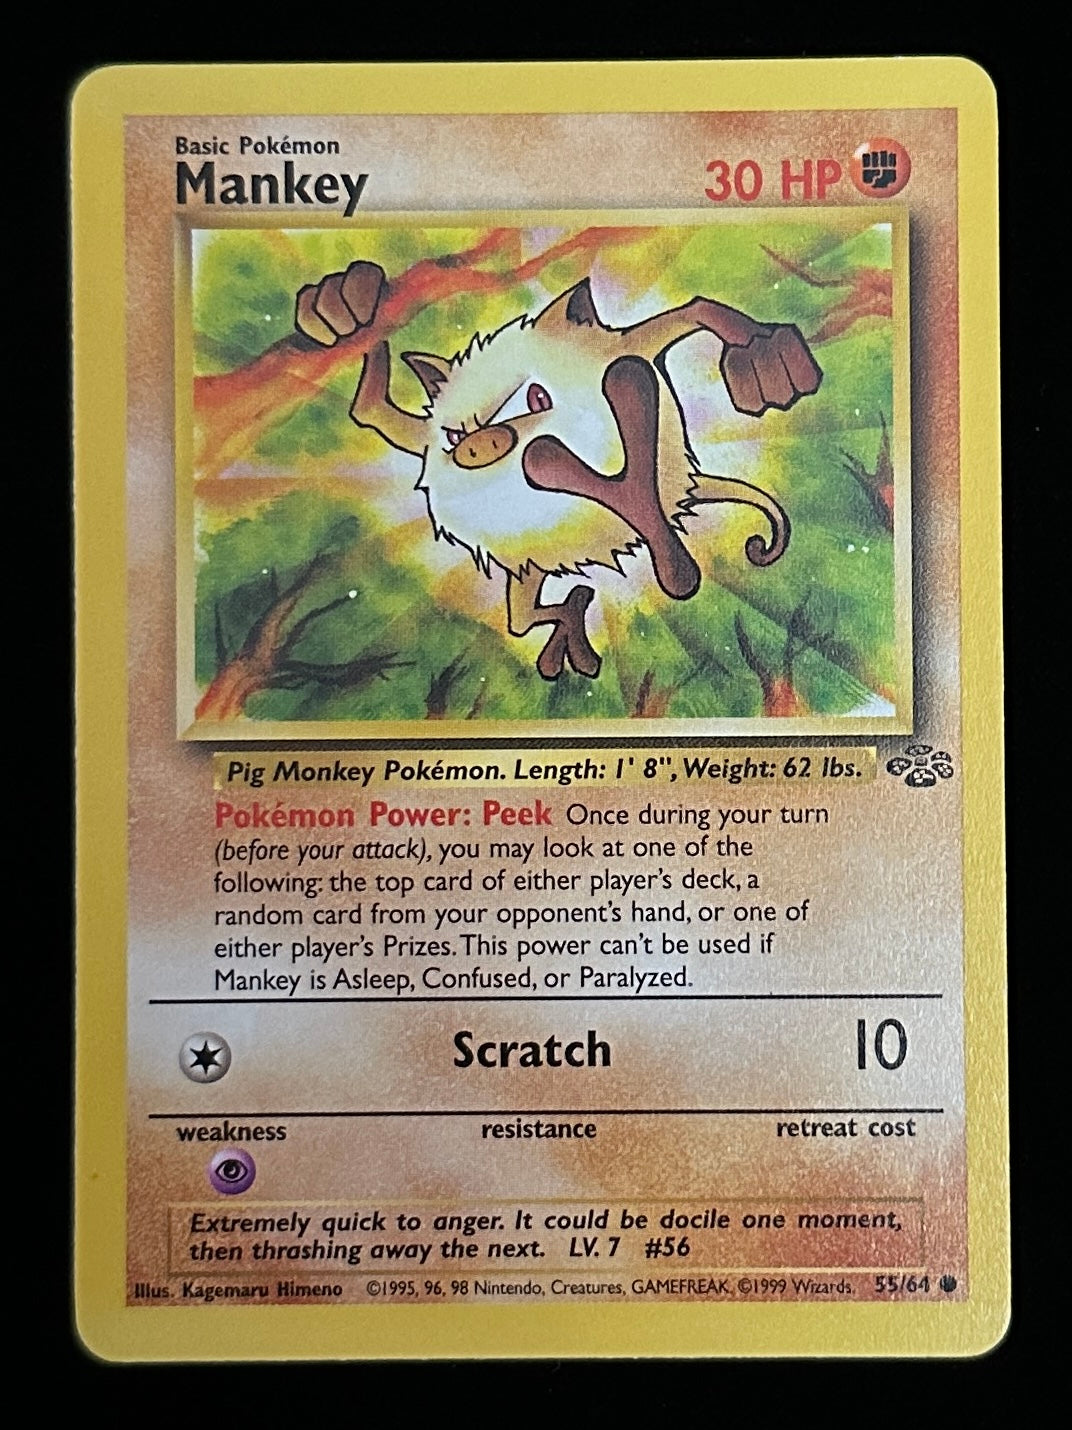 Basic Pokémon
Mankey
30 HP
Pig Monkey Pokémon. Length: 1' 8", Weight: 62 lbs.
Pokémon Power: Peek Once during your turn
(before your attack), you may look at one of the
following: the top card of either player's deck, a
random card from your opponent's hand, or one of
either player's Prizes. This power can't be used if
Mankey is Asleep, Confused, or Paralyzed.
Scratch 10
weakness resistance retreat cost
Extremely quick to anger. It could be docile one moment,
then thrashing away the next. LV. 7 #56
Illus. Kagemaru Himeno ©1995, 96, 98 Nintendo, Creatures, GAMEFREAK. ©1999 Wizards. 55/64